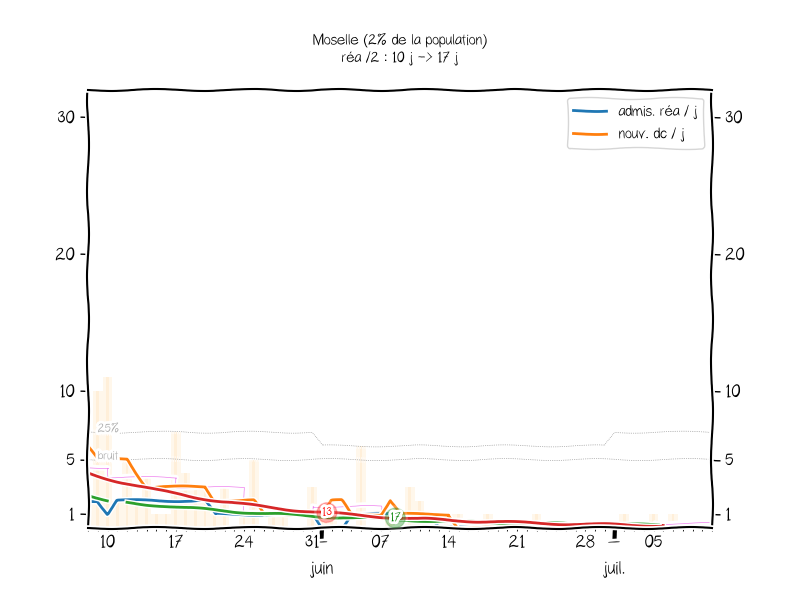 Moselle (2% de la population)
réa /2 : 10 j -> 17 j
admis. réa / j
nouv. dc / j
30
30
20
20
10
10
25%
bruit
5
5
13
17
1
1
10 17 24 31 07 14 21 28 05
juin juil.